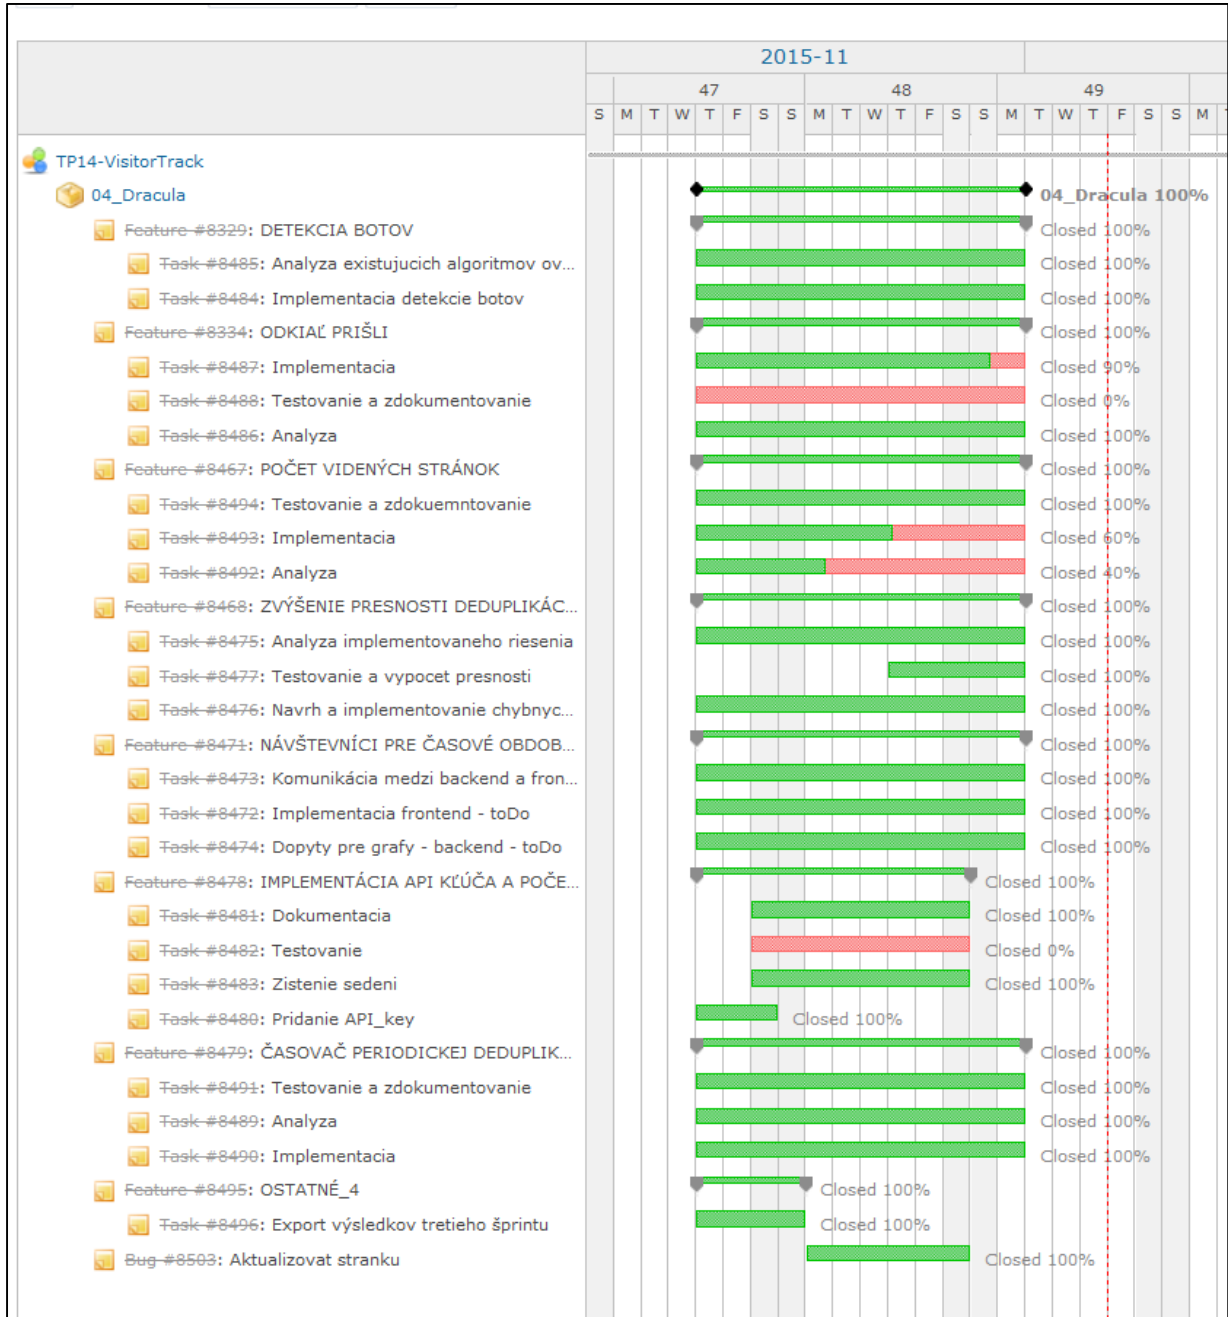 2015-11
47 48 49
S M T W T F S S M T W T F S S M T W T F S S M
TP14-VisitorTrack
04_Dracula 04_Dracula 100%
Feature #8329: DETEKCIA BOTOV Closed 100%
Task #8485: Analyza existujucich algoritmov ov... Closed 100%
Task #8484: Implementacia detekcie botov Closed 100%
Feature #8334: ODKIAĽ PRIŠLI Closed 100%
Task #8487: Implementacia Closed 90%
Task #8488: Testovanie a zdokumentovanie Closed 0%
Task #8486: Analyza Closed 100%
Feature #8467: POČET VIDENÝCH STRÁNOK Closed 100%
Task #8494: Testovanie a zdokuemntovanie Closed 100%
Task #8493: Implementacia Closed 60%
Task #8492: Analyza Closed 40%
Feature #8468: ZVÝŠENIE PRESNOSTI DEDUPLIKÁC... Closed 100%
Task #8475: Analyza implementovaneho riesenia Closed 100%
Task #8477: Testovanie a vypocet presnosti Closed 100%
Task #8476: Navrh a implementovanie chybnyc... Closed 100%
Feature #8471: NÁVŠTEVNÍCI PRE ČASOVÉ OBDOB... Closed 100%
Task #8473: Komunikácia medzi backend a fron... Closed 100%
Task #8472: Implementacia frontend - toDo Closed 100%
Task #8474: Dopyty pre grafy - backend - toDo Closed 100%
Feature #8478: IMPLEMENTÁCIA API KĽÚČA A POČE... Closed 100%
Task #8481: Dokumentacia Closed 100%
Task #8482: Testovanie Closed 0%
Task #8483: Zistenie sedeni Closed 100%
Task #8480: Pridanie API_key Closed 100%
Feature #8479: ČASOVAČ PERIODICKEJ DEDUPLIK... Closed 100%
Task #8491: Testovanie a zdokumentovanie Closed 100%
Task #8489: Analyza Closed 100%
Task #8490: Implementacia Closed 100%
Feature #8495: OSTATNÉ_4 Closed 100%
Task #8496: Export výsledkov tretieho šprintu Closed 100%
Bug #8503: Aktualizovat stranku Closed 100%